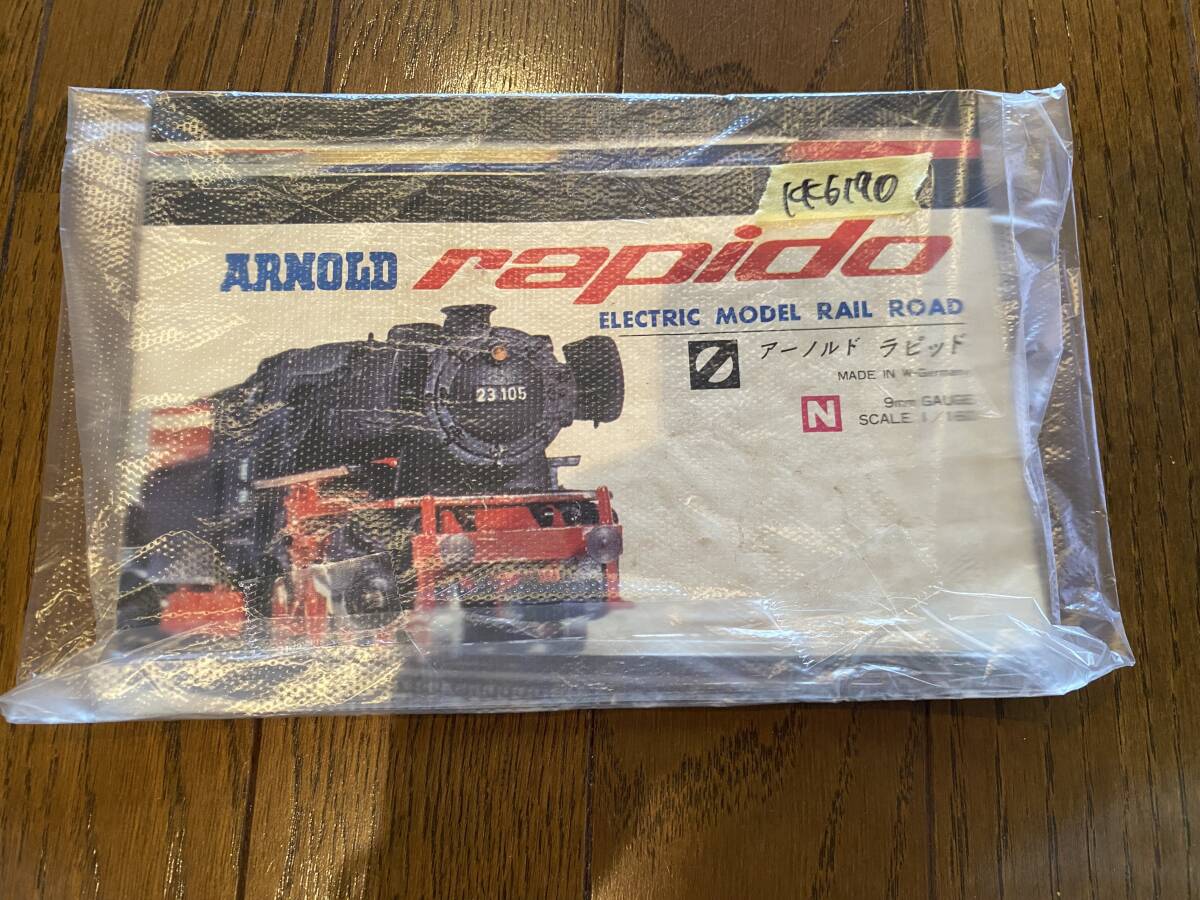 KK6190
ARNOLD rapido
ELECTRIC MODEL RAIL ROAD
アーノルド ラピッド
MADE IN W-Germany
23 105
N
9mm GAUGE
SCALE 1/160